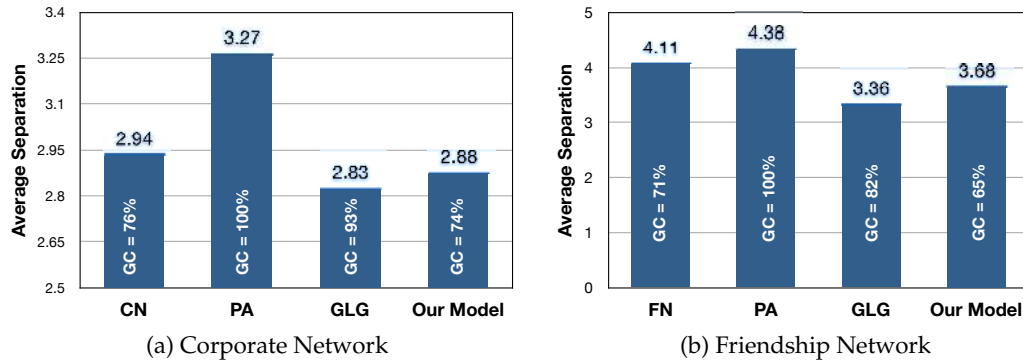 3.4
3.25
3.1
2.95
2.8
2.65
2.5
Average Separation
2.94
3.27
2.83
2.88
GC = 76%
GC = 100%
GC = 93%
GC = 74%
CN PA GLG Our Model
(a) Corporate Network
5
4
3
2
1
0
Average Separation
4.11
4.38
3.36
3.68
GC = 71%
GC = 100%
GC = 82%
GC = 65%
FN PA GLG Our Model
(b) Friendship Network